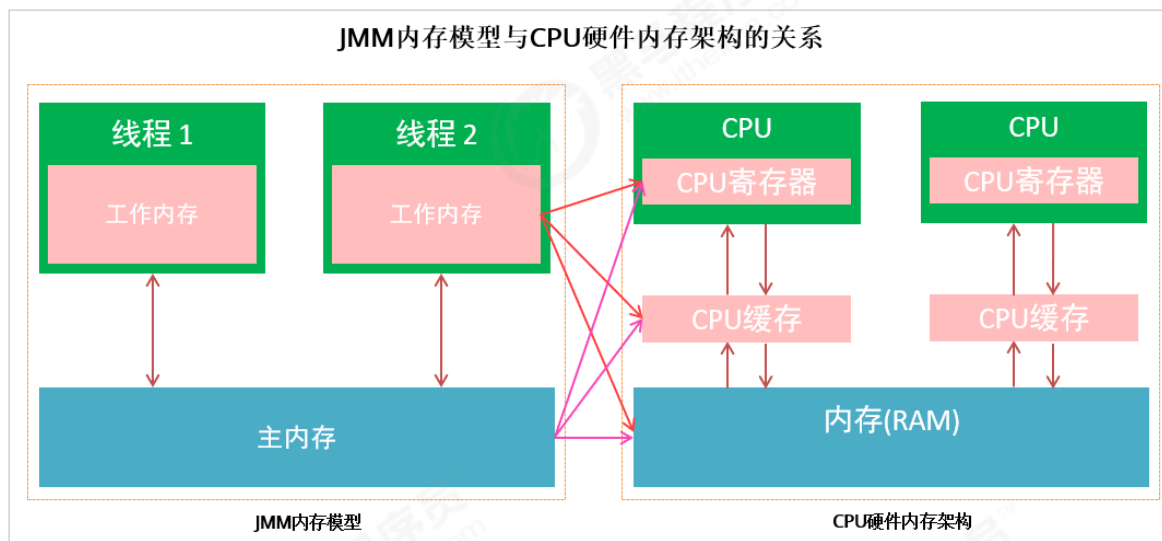 JMM内存模型与CPU硬件内存架构的关系
线程 1
线程 2
CPU
CPU
工作内存
工作内存
CPU寄存器
CPU寄存器
CPU缓存
CPU缓存
主内存
内存(RAM)
JMM内存模型
CPU硬件内存架构